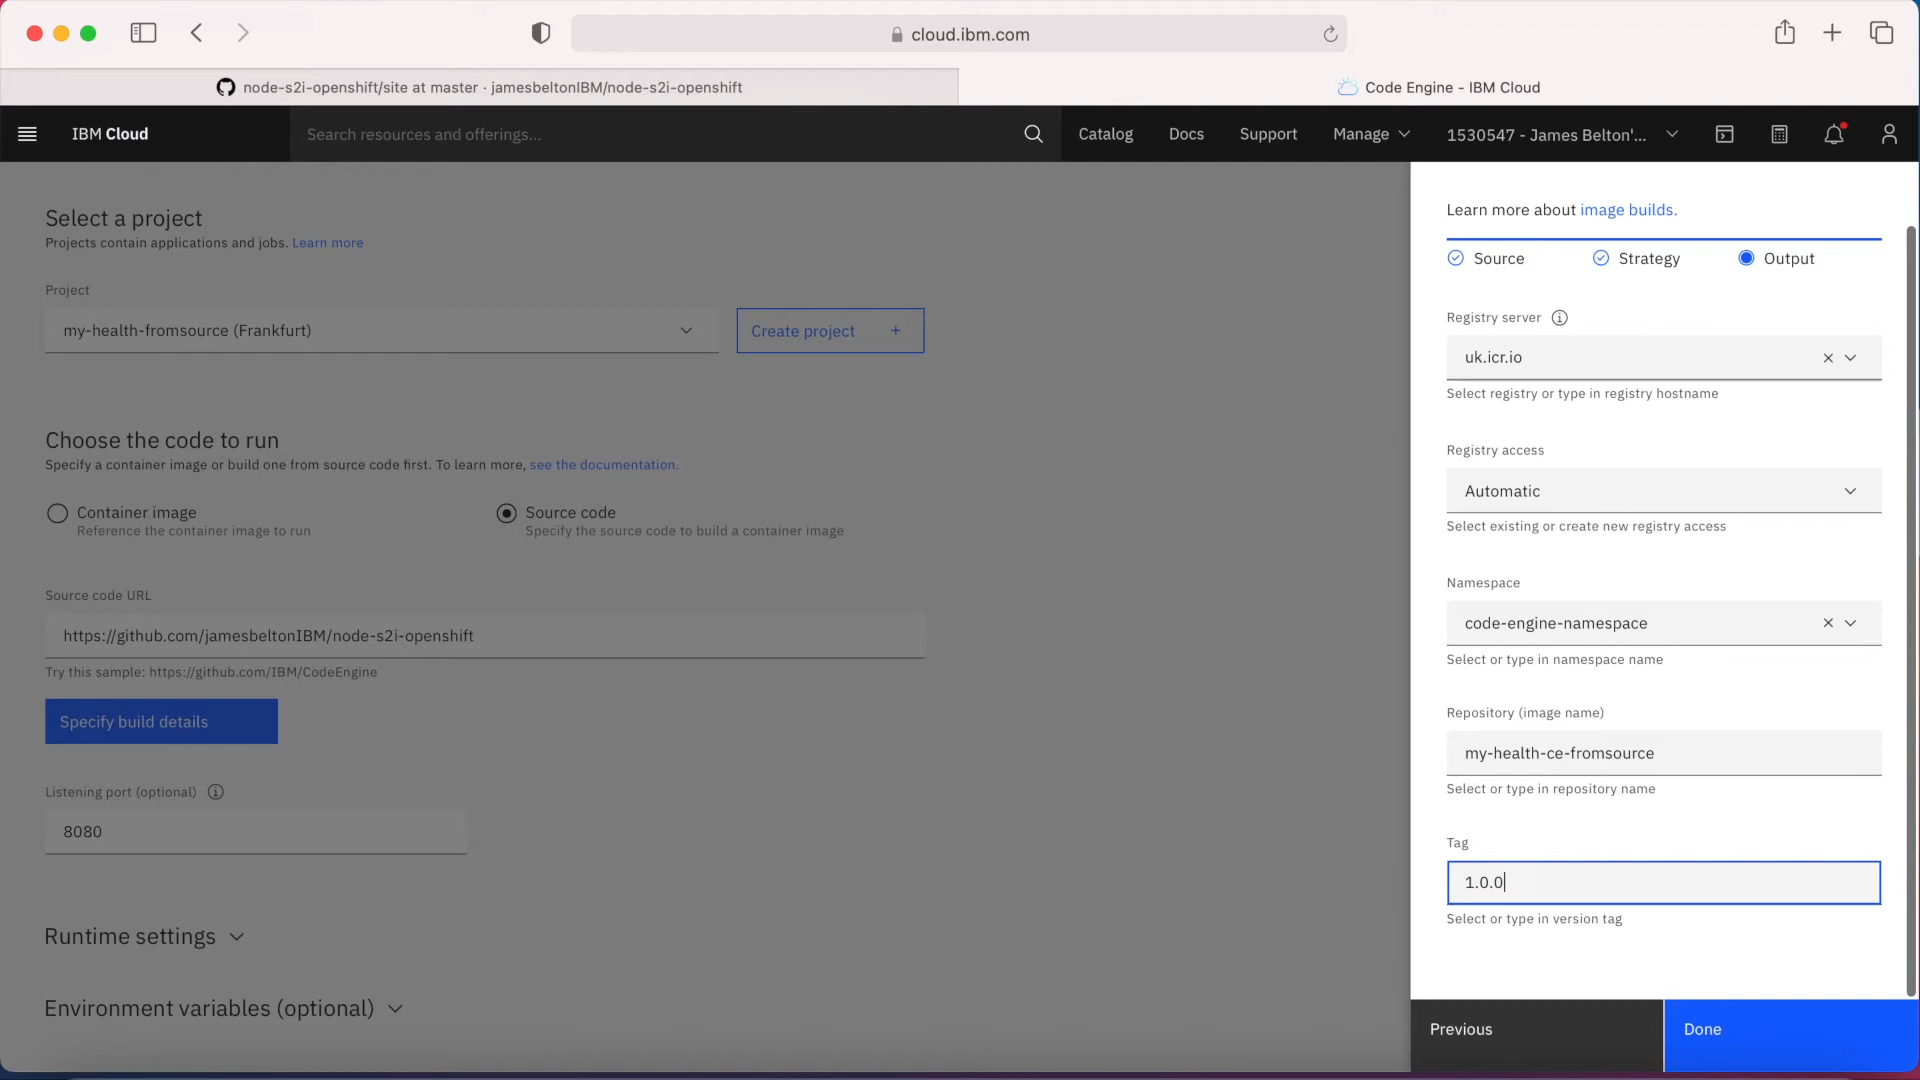 cloud.ibm.com
node-s2i-openshift/site at master · jamesbeltonIBM/node-s2i-openshift
Code Engine - IBM Cloud
IBM Cloud
Search resources and offerings...
Catalog
Docs
Support
Manage
1530547 - James Belton'...
Select a project
Projects contain applications and jobs. Learn more
Project
my-health-fromsource (Frankfurt)
Create project +
Choose the code to run
Specify a container image or build one from source code first. To learn more, see the documentation.
Container image
Reference the container image to run
Source code
Specify the source code to build a container image
Source code URL
https://github.com/jamesbeltonIBM/node-s2i-openshift
Try this sample: https://github.com/IBM/CodeEngine
Specify build details
Listening port (optional)
8080
Runtime settings
Environment variables (optional)
Learn more about image builds.
Source
Strategy
Output
Registry server
uk.icr.io
Select registry or type in registry hostname
Registry access
Automatic
Select existing or create new registry access
Namespace
code-engine-namespace
Select or type in namespace name
Repository (image name)
my-health-ce-fromsource
Select or type in repository name
Tag
1.0.0
Select or type in version tag
Previous
Done